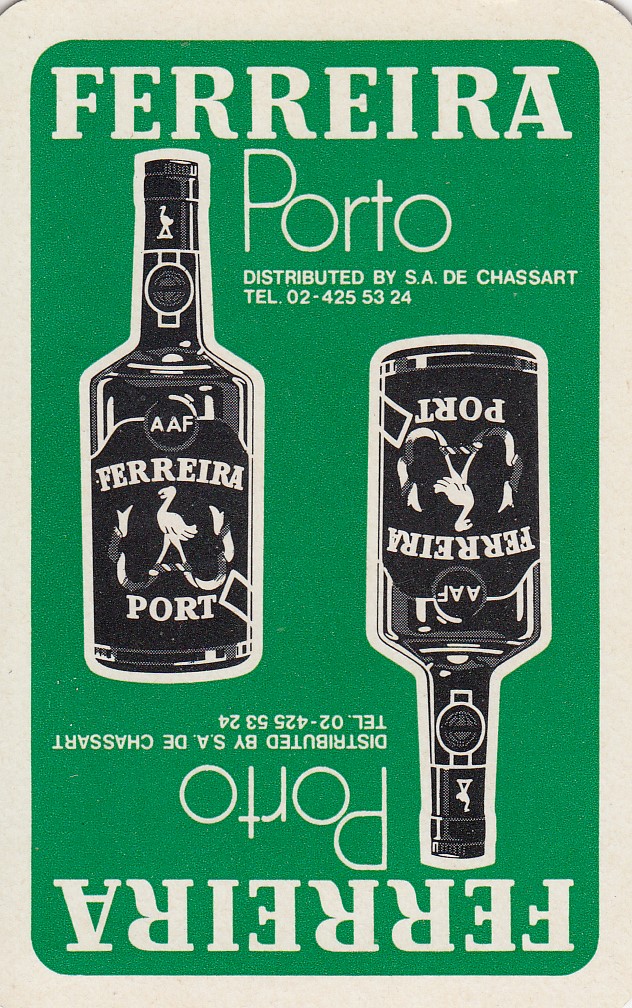 FERREIRA
Porto
DISTRIBUTED BY S.A. DE CHASSART
TEL. 02-425 53 24
AAF
FERREIRA
PORT
PORT
FERREIRA
AAF
TEL. 02-425 53 24
DISTRIBUTED BY S.A. DE CHASSART
Porto
FERREIRA